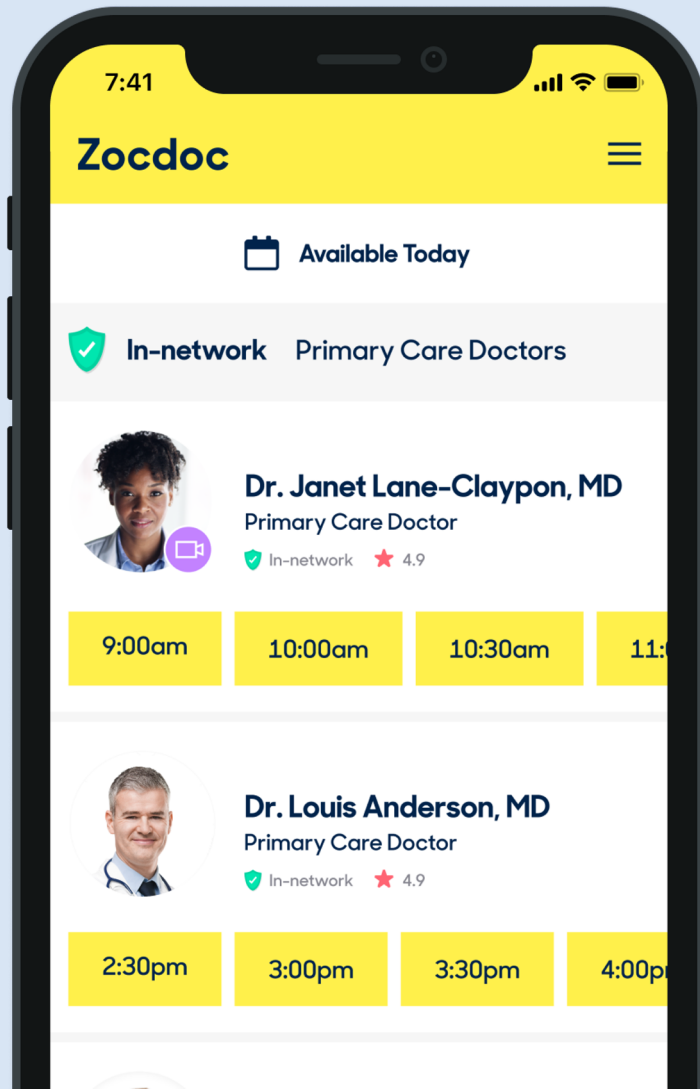 7:41
Zocdoc
Available Today
In-network Primary Care Doctors
Dr. Janet Lane-Claypon, MD
Primary Care Doctor
In-network 4.9
9:00am 10:00am 10:30am
Dr. Louis Anderson, MD
Primary Care Doctor
In-network 4.9
2:30pm 3:00pm 3:30pm